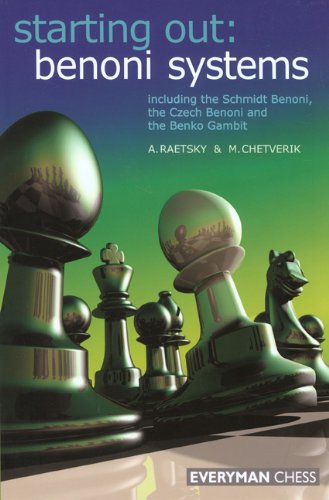 starting out:
benoni systems
including the Schmidt Benoni,
the Czech Benoni and
the Benko Gambit
A.RAETSKY & M.CHETVERIK
EVERYMAN CHESS